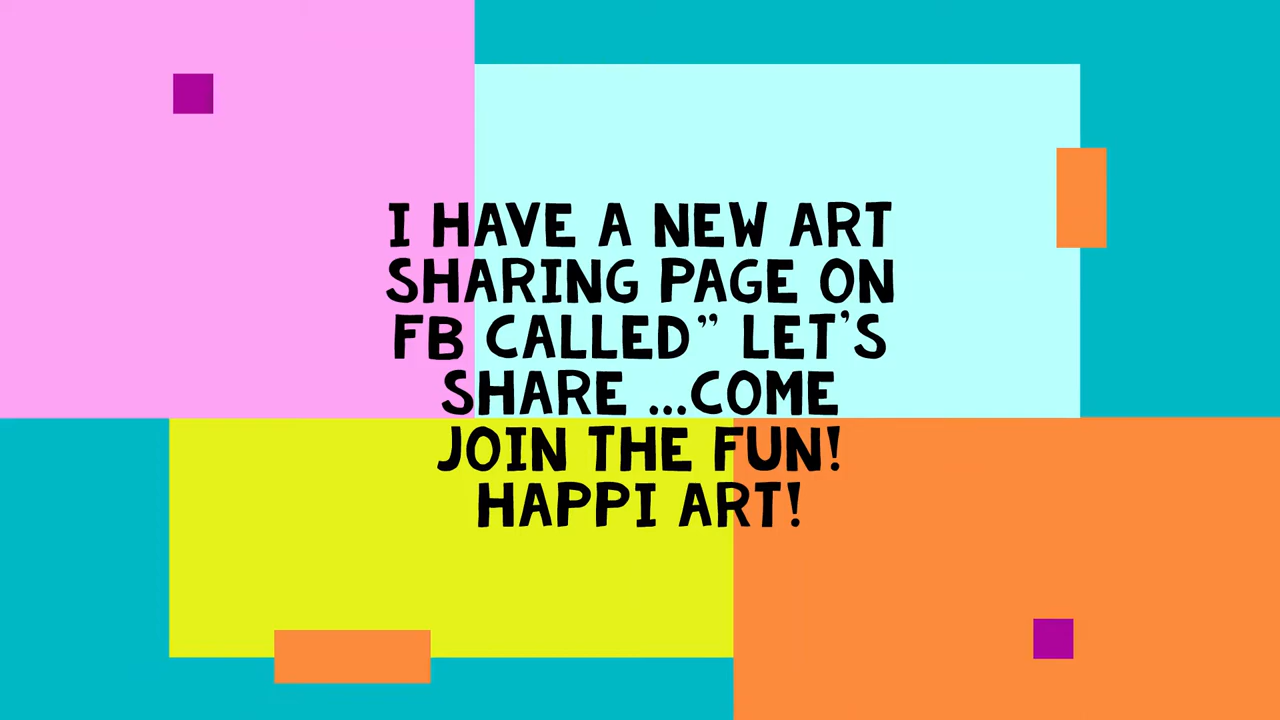 I HAVE A NEW ART
SHARING PAGE ON
FB CALLED” LET’S
SHARE ...COME
JOIN THE FUN!
HAPPI ART!